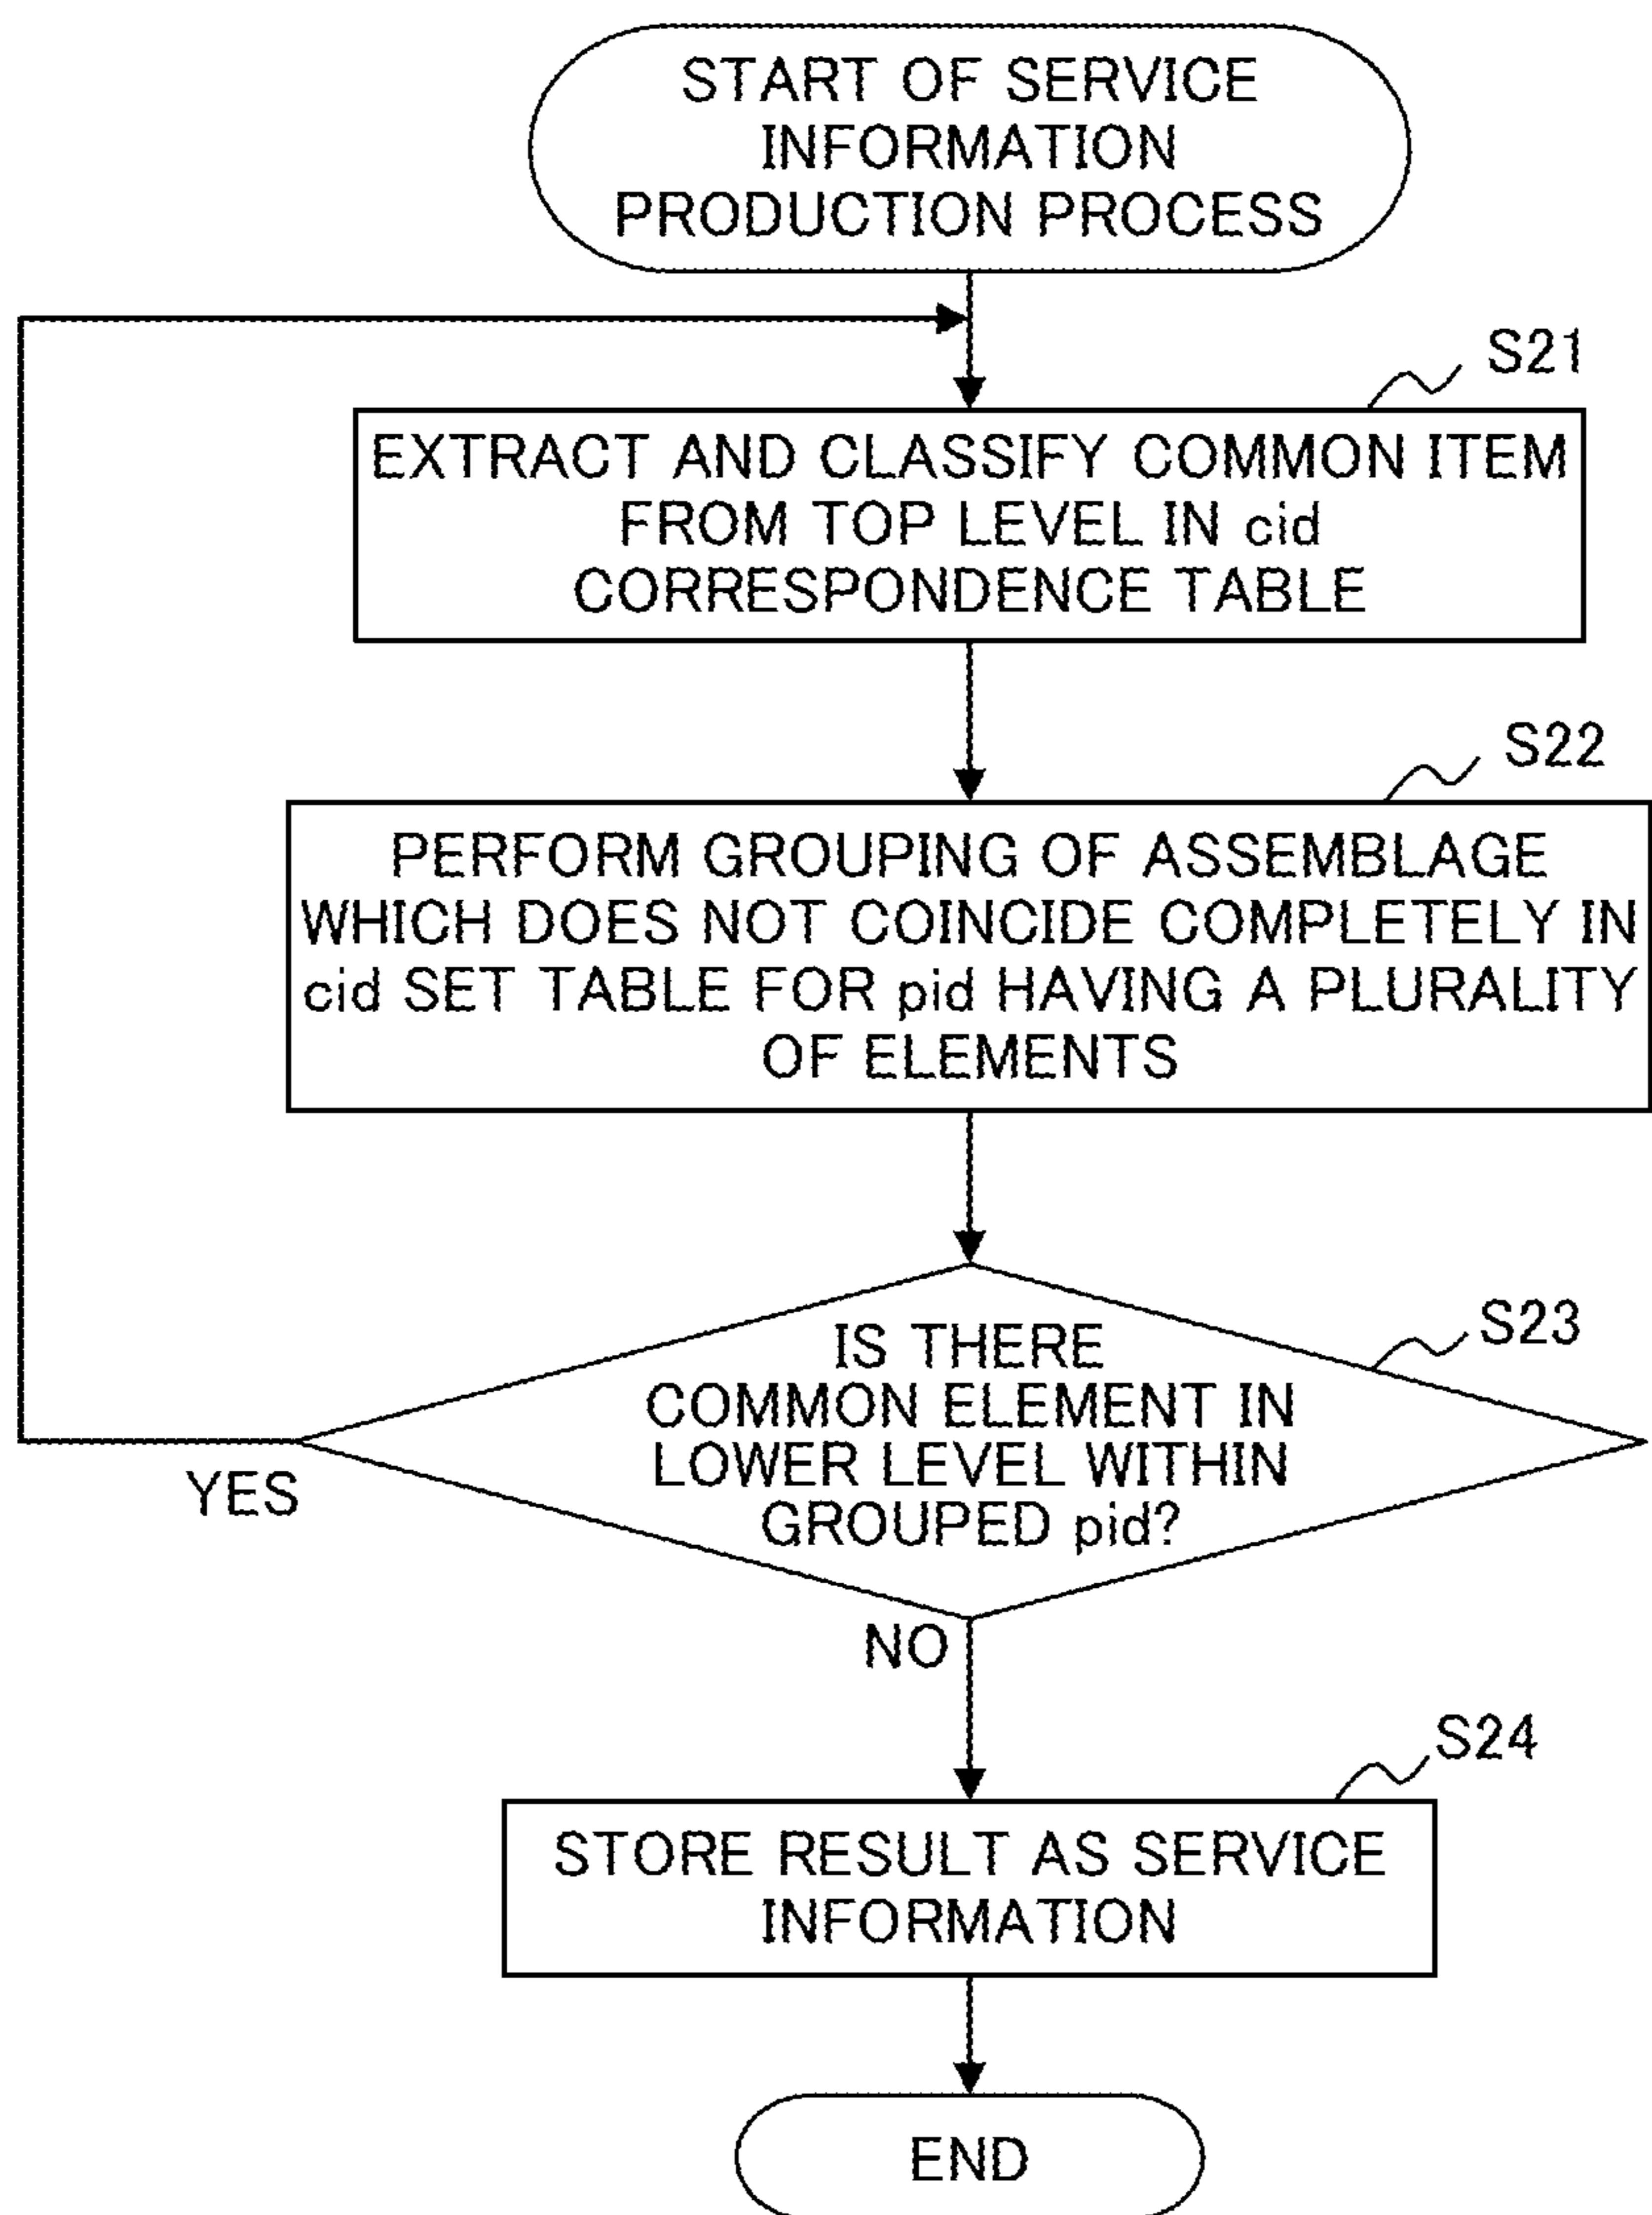 START OF SERVICE
INFORMATION
PRODUCTION PROCESS
S21
EXTRACT AND CLASSIFY COMMON ITEM
FROM TOP LEVEL IN cid
CORRESPONDENCE TABLE
S22
PERFORM GROUPING OF ASSEMBLAGE
WHICH DOES NOT COINCIDE COMPLETELY IN
cid SET TABLE FOR pid HAVING A PLURALITY
OF ELEMENTS
S23
IS THERE
COMMON ELEMENT IN
LOWER LEVEL WITHIN
GROUPED pid?
YES
NO
S24
STORE RESULT AS SERVICE
INFORMATION
END